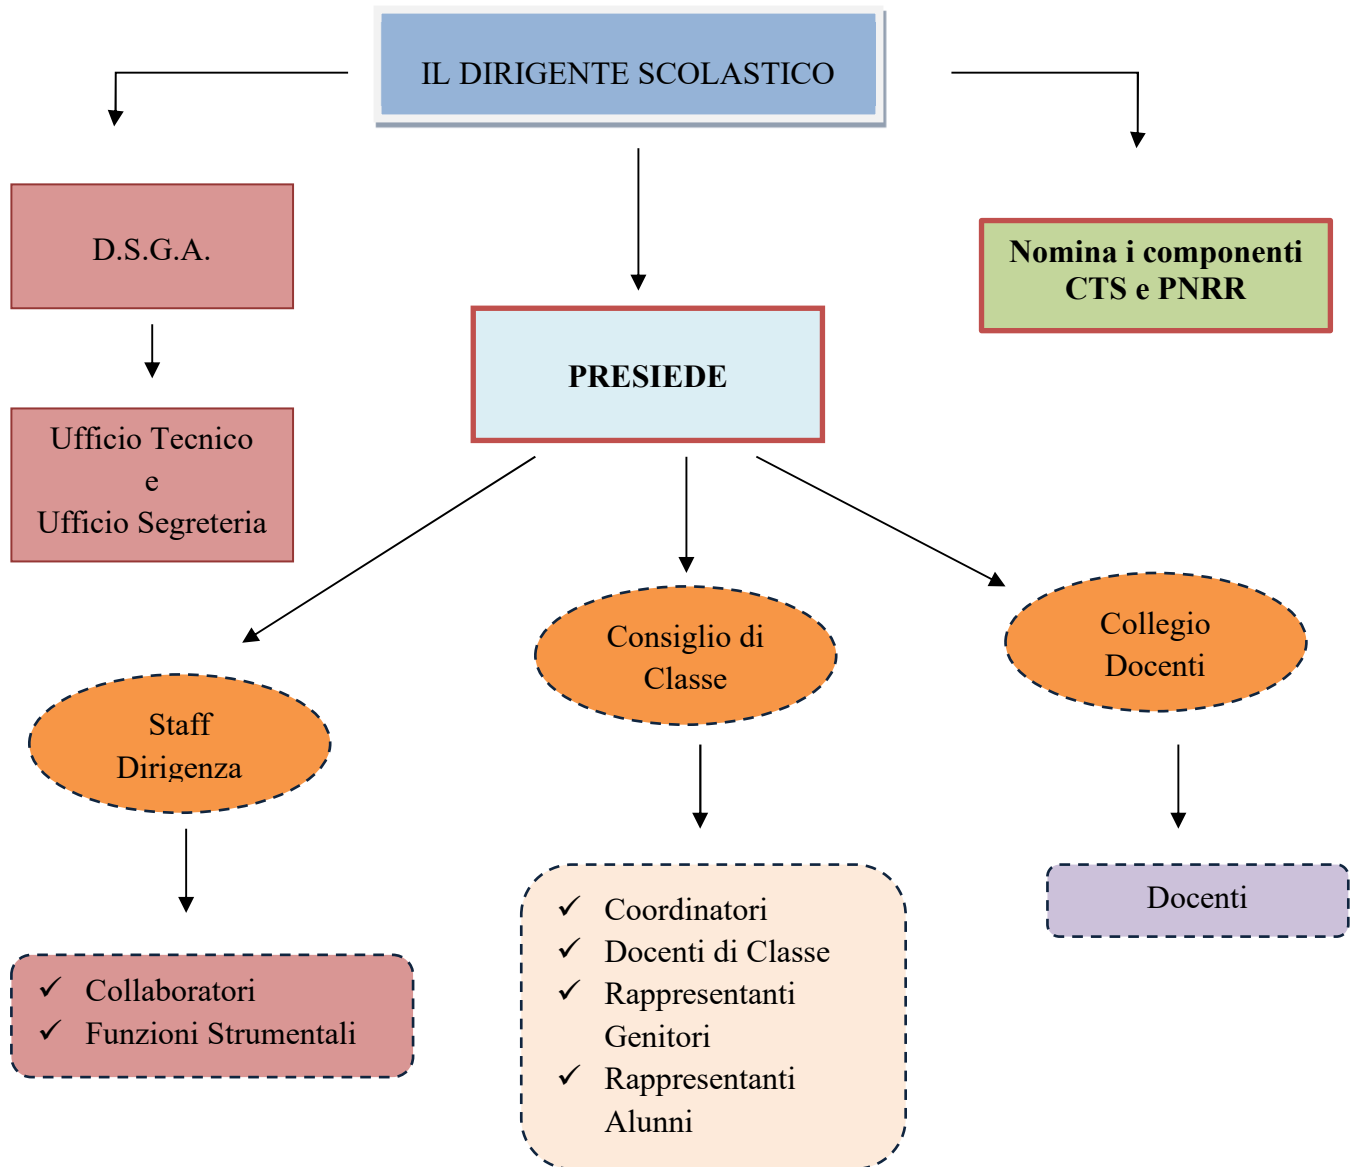 IL DIRIGENTE SCOLASTICO
D.S.G.A.
Nomina i componenti
CTS e PNRR
PRESIEDE
Ufficio Tecnico
e
Ufficio Segreteria
Staff
Dirigenza
Consiglio di
Classe
Collegio
Docenti
✓ Collaboratori
✓ Funzioni Strumentali
✓ Coordinatori
✓ Docenti di Classe
✓ Rappresentanti
Genitori
✓ Rappresentanti
Alunni
Docenti